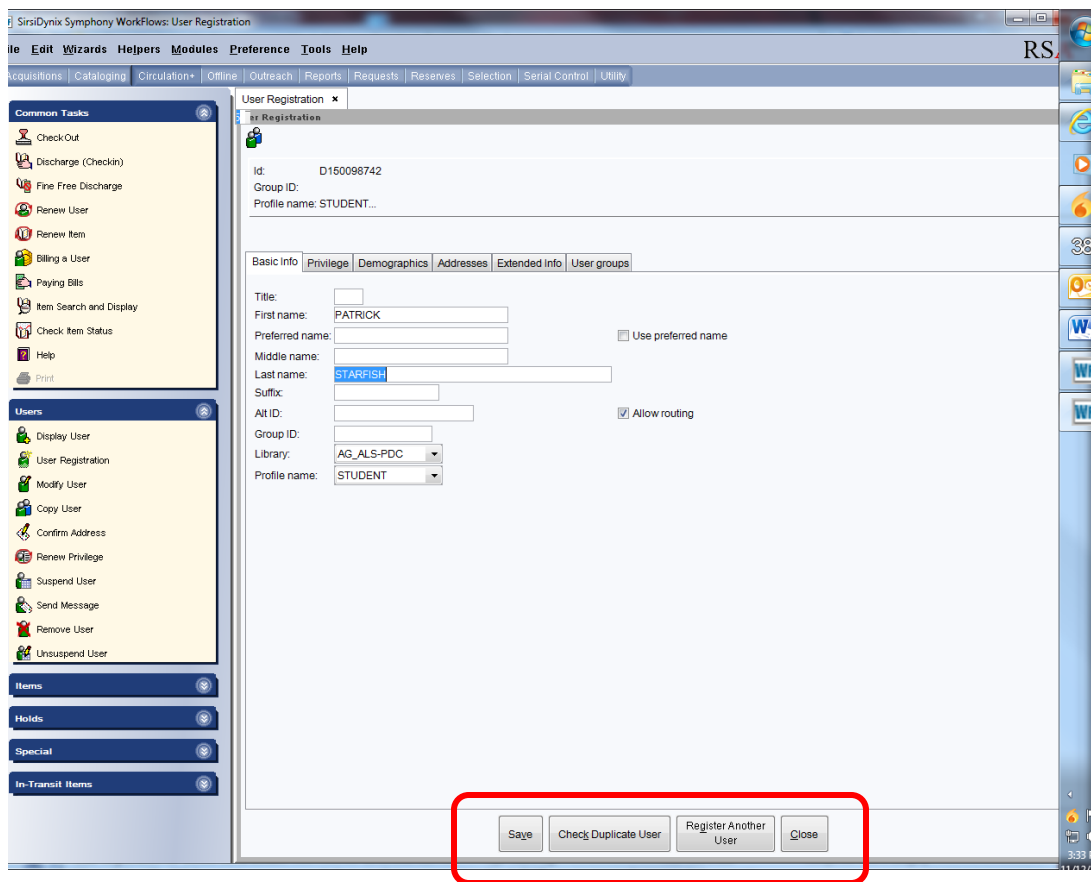 SirsiDynix Symphony WorkFlows: User Registration
ile Edit Wizards Helpers Modules Preference Tools Help
RSA
Acquisitions Cataloging Circulation+ Offline Outreach Reports Requests Reserves Selection Serial Control Utility
Common Tasks
CheckOut
Discharge (Checkin)
Fine Free Discharge
Renew User
Renew Item
Billing a User
Paying Bills
Item Search and Display
Check Item Status
Help
Print
Users
Display User
User Registration
Modify User
Copy User
Confirm Address
Renew Privilege
Suspend User
Send Message
Remove User
Unsuspend User
Items
Holds
Special
In-Transit Items
User Registration ×
er Registration
Id: D150098742
Group ID:
Profile name: STUDENT...
Basic Info Privilege Demographics Addresses Extended Info User groups
Title:
First name: PATRICK
Preferred name: Use preferred name
Middle name:
Last name: STARFISH
Suffix:
Alt ID: Allow routing
Group ID:
Library: AG_ALS-PDC
Profile name: STUDENT
Save Check Duplicate User Register Another User Close
38
3:33